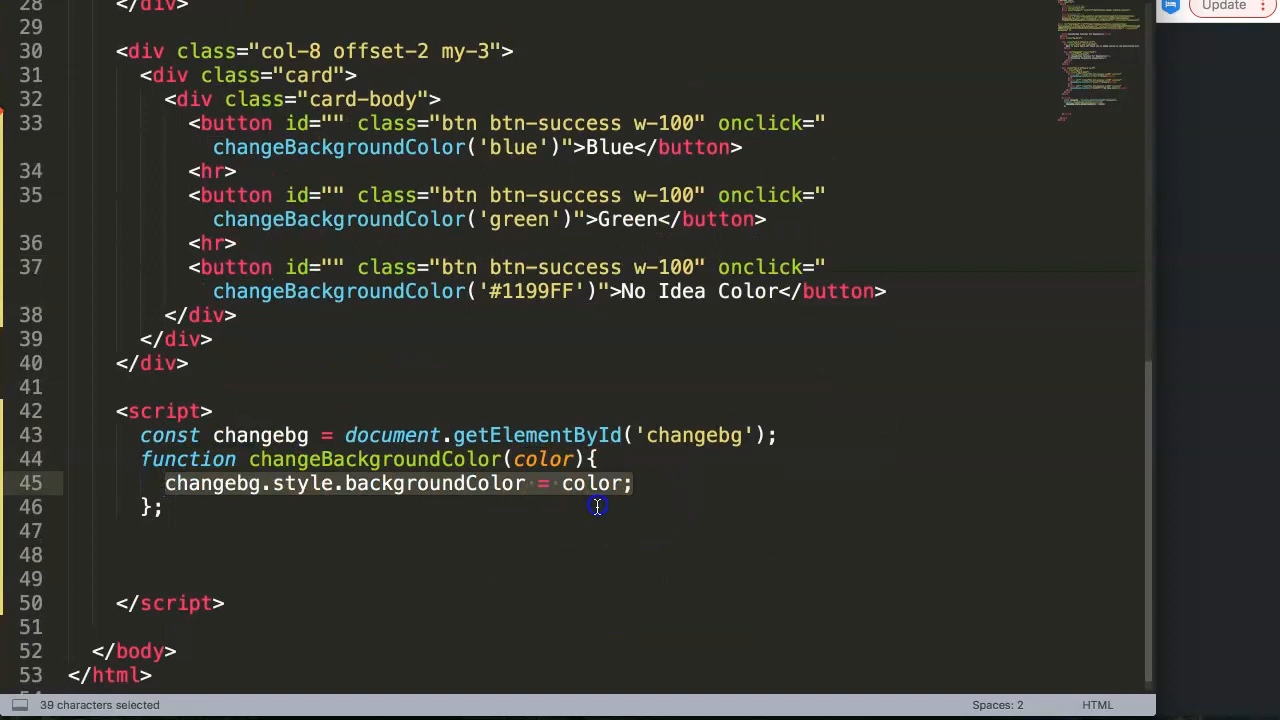 Update
28 </div>
29
30 <div class="col-8 offset-2 my-3">
31 <div class="card">
32 <div class="card-body">
33 <button id="" class="btn btn-success w-100" onclick="
changeBackgroundColor('blue')">Blue</button>
34 <hr>
35 <button id="" class="btn btn-success w-100" onclick="
changeBackgroundColor('green')">Green</button>
36 <hr>
37 <button id="" class="btn btn-success w-100" onclick="
changeBackgroundColor('#1199FF')">No Idea Color</button>
38 </div>
39 </div>
40 </div>
41
42 <script>
43 const changebg = document.getElementById('changebg');
44 function changeBackgroundColor(color){
45 changebg.style.backgroundColor = color;
46 };
47
48
49
50 </script>
51
52 </body>
53 </html>
39 characters selected
Spaces: 2
HTML